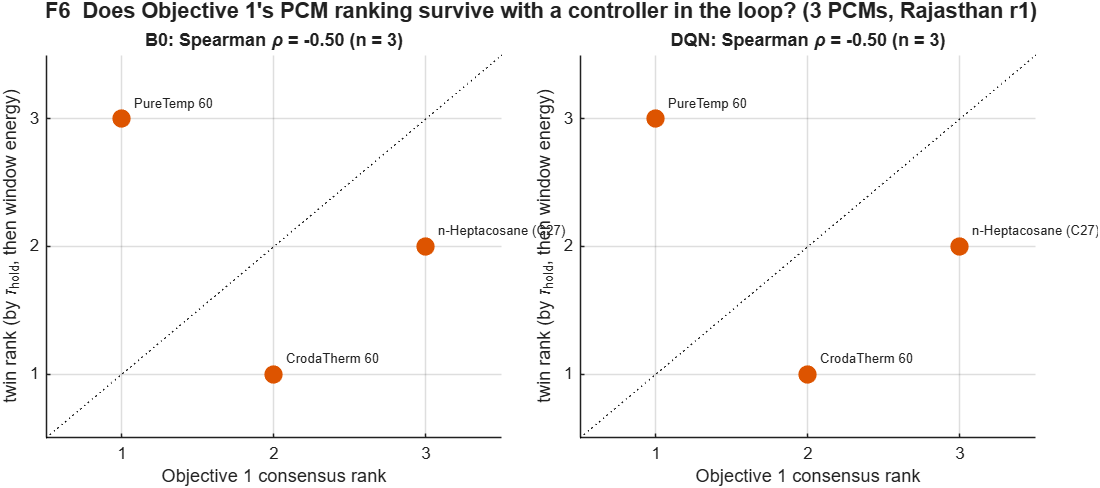 F6 Does Objective 1's PCM ranking survive with a controller in the loop? (3 PCMs, Rajasthan r1)
B0: Spearman ρ = -0.50 (n = 3)
twin rank (by τhold, then window energy)
3
2
1
PureTemp 60
n-Heptacosane (C27)
CrodaTherm 60
1 2 3
Objective 1 consensus rank
DQN: Spearman ρ = -0.50 (n = 3)
twin rank (by τhold, then window energy)
3
2
1
PureTemp 60
n-Heptacosane (C27)
CrodaTherm 60
1 2 3
Objective 1 consensus rank